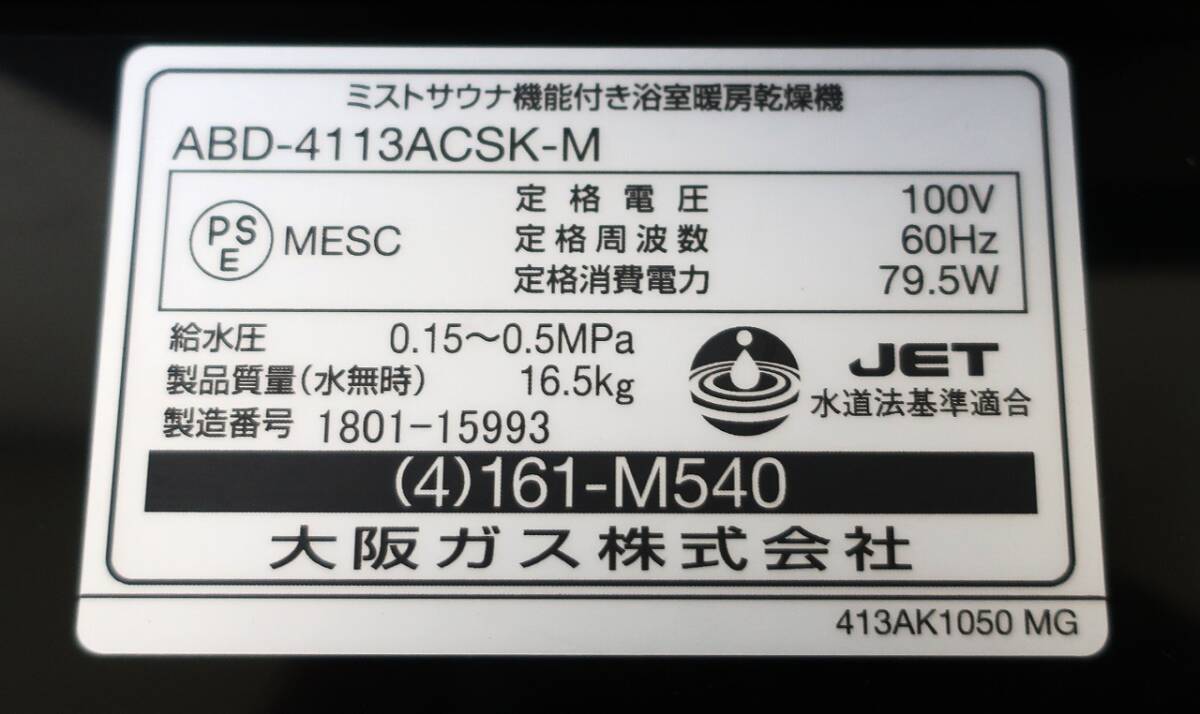 ミストサウナ機能付き浴室暖房乾燥機
ABD-4113ACSK-M
PS
E
MESC
定格電圧 100V
定格周波数 60Hz
定格消費電力 79.5W
給水圧 0.15～0.5MPa
製品質量（水無時） 16.5kg
製造番号 1801-15993
JET
水道法基準適合
(4)161-M540
大阪ガス株式会社
413AK1050 MG